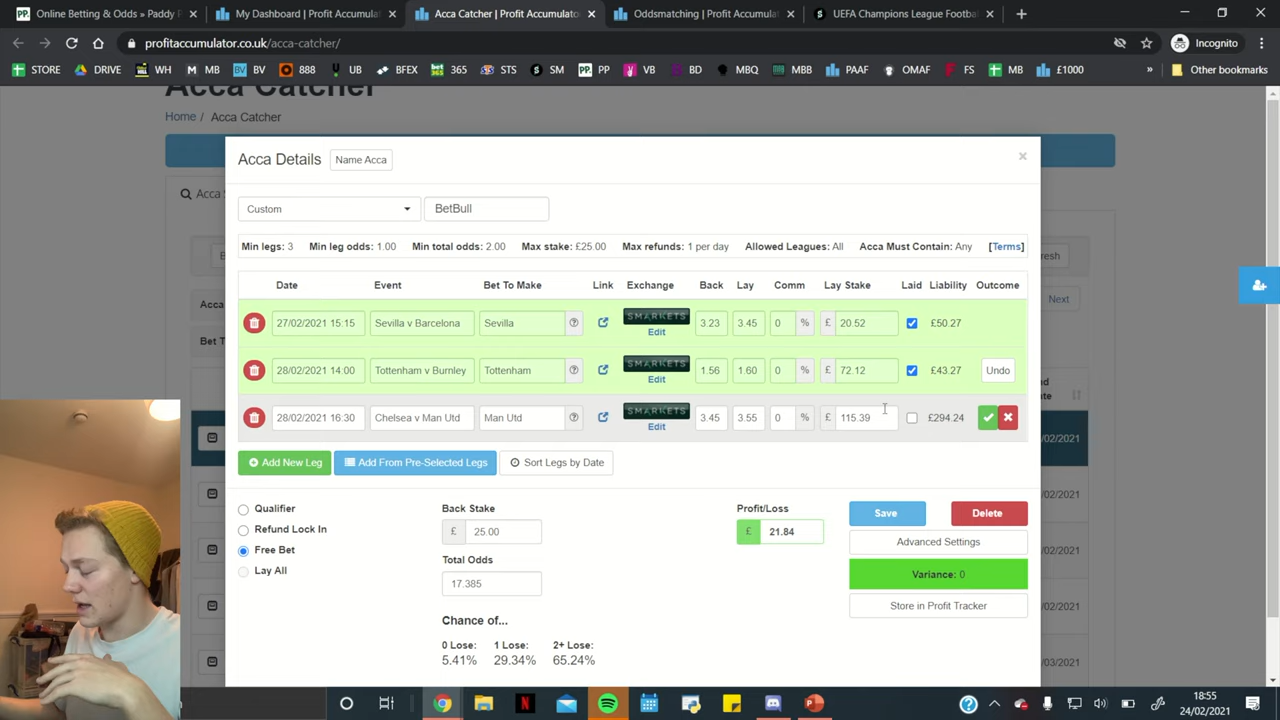 Online Betting & Odds » Paddy P
My Dashboard | Profit Accumulat
Acca Catcher | Profit Accumulato
Oddsmatching | Profit Accumulat
UEFA Champions League Footba
profitaccumulator.co.uk/acca-catcher/
Incognito
STORE DRIVE WH MB BV 888 UB BFEX 365 STS SM PP VB BD MBQ MBB PAAF OMAF FS MB £1000 » Other bookmarks
Acca Catcher
Home / Acca Catcher
Acca Details Name Acca
×
Custom BetBull
Min legs: 3 Min leg odds: 1.00 Min total odds: 2.00 Max stake: £25.00 Max refunds: 1 per day Allowed Leagues: All Acca Must Contain: Any [Terms]
Date Event Bet To Make Link Exchange Back Lay Comm Lay Stake Laid Liability Outcome
27/02/2021 15:15 Sevilla v Barcelona Sevilla SMARKETS Edit 3.23 3.45 0 % £ 20.52 £50.27
28/02/2021 14:00 Tottenham v Burnley Tottenham SMARKETS Edit 1.56 1.60 0 % £ 72.12 £43.27 Undo
28/02/2021 16:30 Chelsea v Man Utd Man Utd SMARKETS Edit 3.45 3.55 0 % £ 115.39 £294.24
Add New Leg Add From Pre-Selected Legs Sort Legs by Date
Qualifier
Refund Lock In
Free Bet
Lay All
Back Stake
£ 25.00
Total Odds
17.385
Chance of...
0 Lose: 1 Lose: 2+ Lose:
5.41% 29.34% 65.24%
Profit/Loss
£ 21.84
Save Delete
Advanced Settings
Variance: 0
Store in Profit Tracker
Acca
Bet T
Next
18:55
24/02/2021